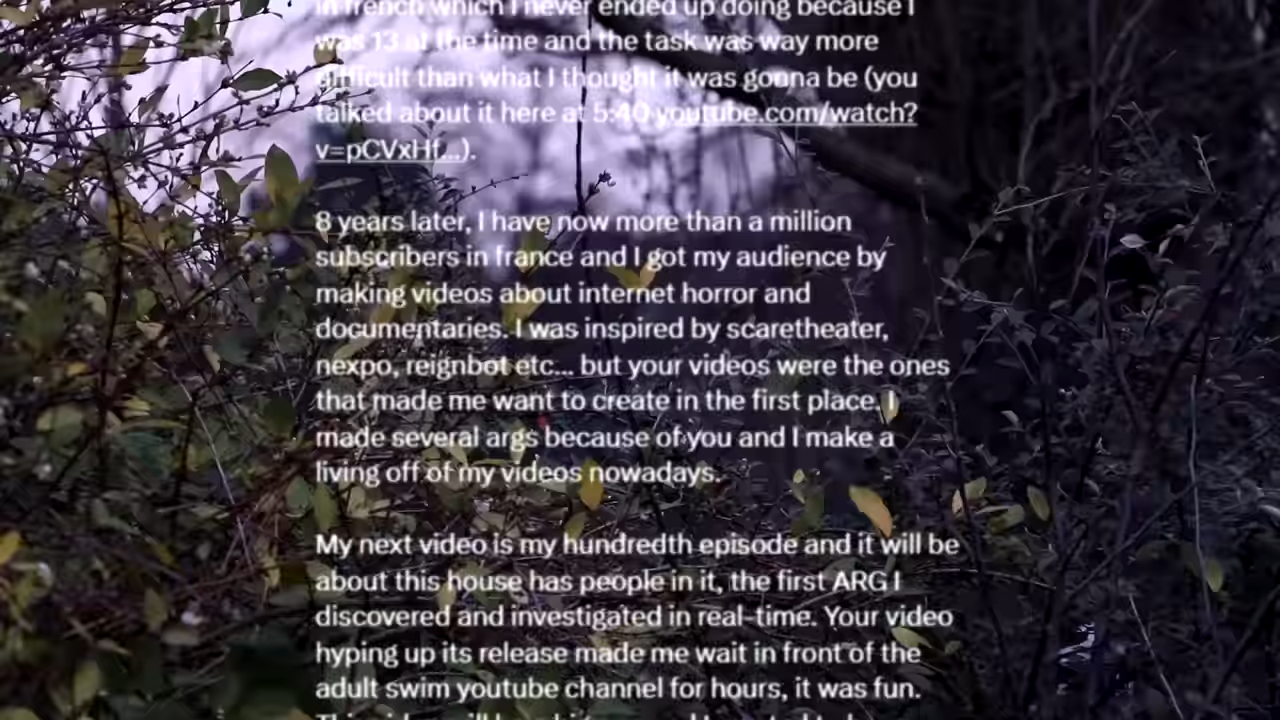 in french which I never ended up doing because I
was 13 at the time and the task was way more
difficult than what I thought it was gonna be (you
talked about it here at 5:40 youtube.com/watch?
v=pCVxHf...).
8 years later, I have now more than a million
subscribers in france and I got my audience by
making videos about internet horror and
documentaries. I was inspired by scaretheater,
nexpo, reignbot etc... but your videos were the ones
that made me want to create in the first place. I
made several args because of you and I make a
living off of my videos nowadays.
My next video is my hundredth episode and it will be
about this house has people in it, the first ARG I
discovered and investigated in real-time. Your video
hyping up its release made me wait in front of the
adult swim youtube channel for hours, it was fun.